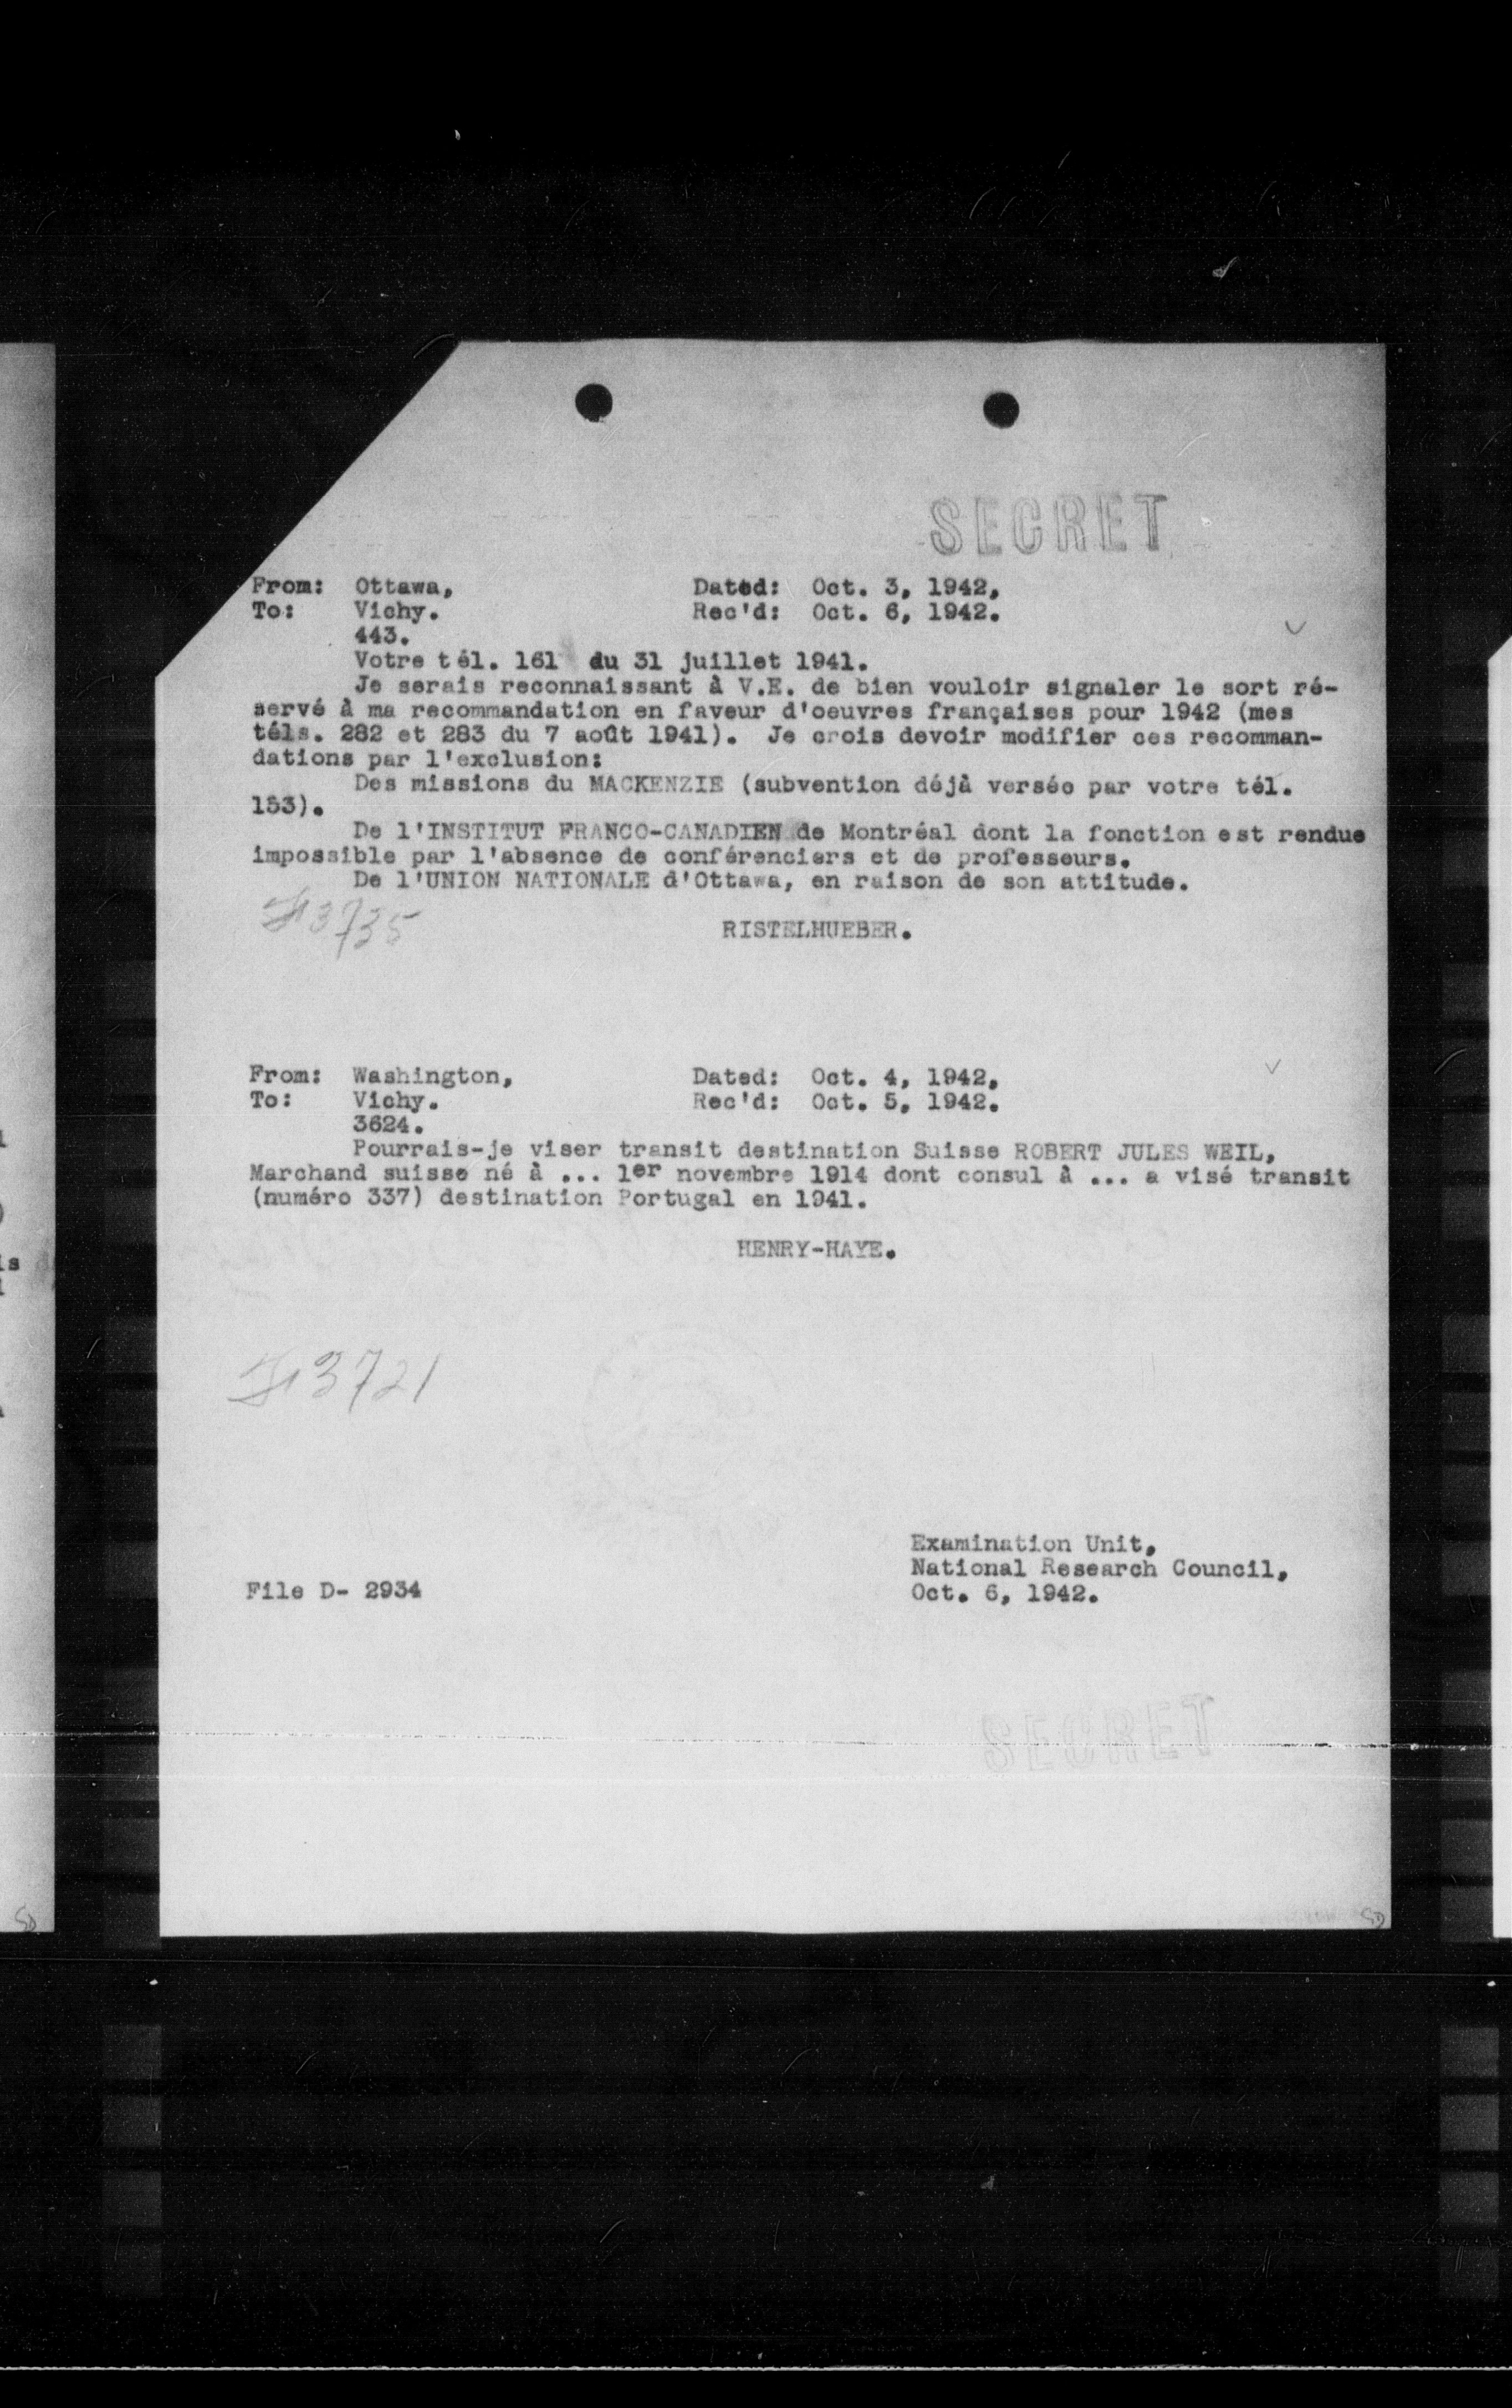 SECRET
From: Ottawa, Dated: Oct. 3, 1942,
To: Vichy. Rec'd: Oct. 6, 1942.
443.
Votre tél. 161 du 31 juillet 1941.
Je serais reconnaissant à V.E. de bien vouloir signaler le sort ré-
servé à ma recommandation en faveur d'oeuvres françaises pour 1942 (mes
téls. 282 et 283 du 7 août 1941). Je crois devoir modifier ces recomman-
dations par l'exclusion:
Des missions du MACKENZIE (subvention déjà versée par votre tél.
153).
De l'INSTITUT FRANCO-CANADIEN de Montréal dont la fonction est rendue
impossible par l'absence de conférenciers et de professeurs.
De l'UNION NATIONALE d'Ottawa, en raison de son attitude.
3735
RISTELHUEBER.
From: Washington, Dated: Oct. 4, 1942,
To: Vichy. Rec'd: Oct. 5, 1942.
3624.
Pourrais-je viser transit destination Suisse ROBERT JULES WEIL,
Marchand suisse né à ... 1er novembre 1914 dont consul à ... a visé transit
(numéro 337) destination Portugal en 1941.
HENRY-HAYE.
3721
Examination Unit,
National Research Council,
File D- 2934 Oct. 6, 1942.
SECRET